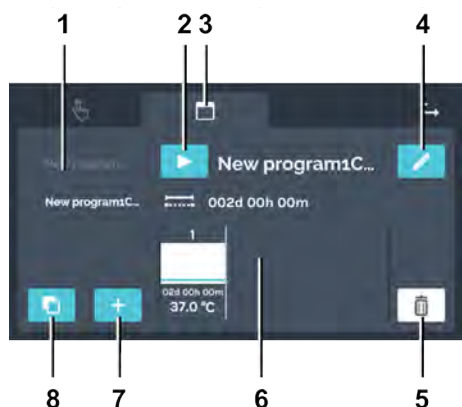 1 2 3 4
New program1C...
New program1C...
002d 00h 00m
1
02d 00h 00m
37.0 °C
8 7 6 5